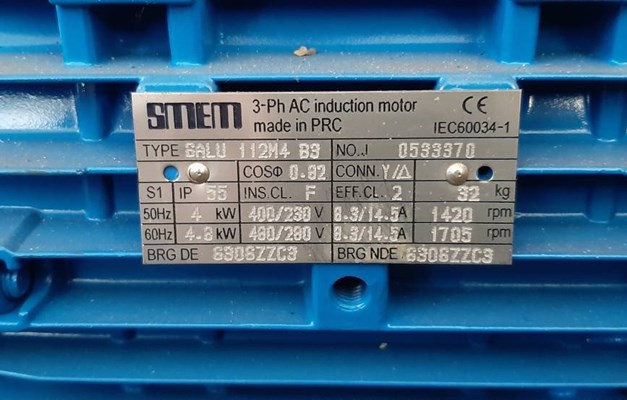 SMEM 3-Ph AC induction motor CE
made in PRC IEC60034-1
TYPE 6ALU 112M4 B3 NO.J 0533370
COSΦ 0.82 CONN. Y/Δ
S1 IP 55 INS.CL. F EFF.CL. 2 32 kg
50Hz 4 kW 400/230 V 8.3/14.5A 1420 rpm
60Hz 4.8 kW 480/280 V 8.3/14.5A 1705 rpm
BRG DE 6306ZZC3 BRG NDE 6306ZZC3